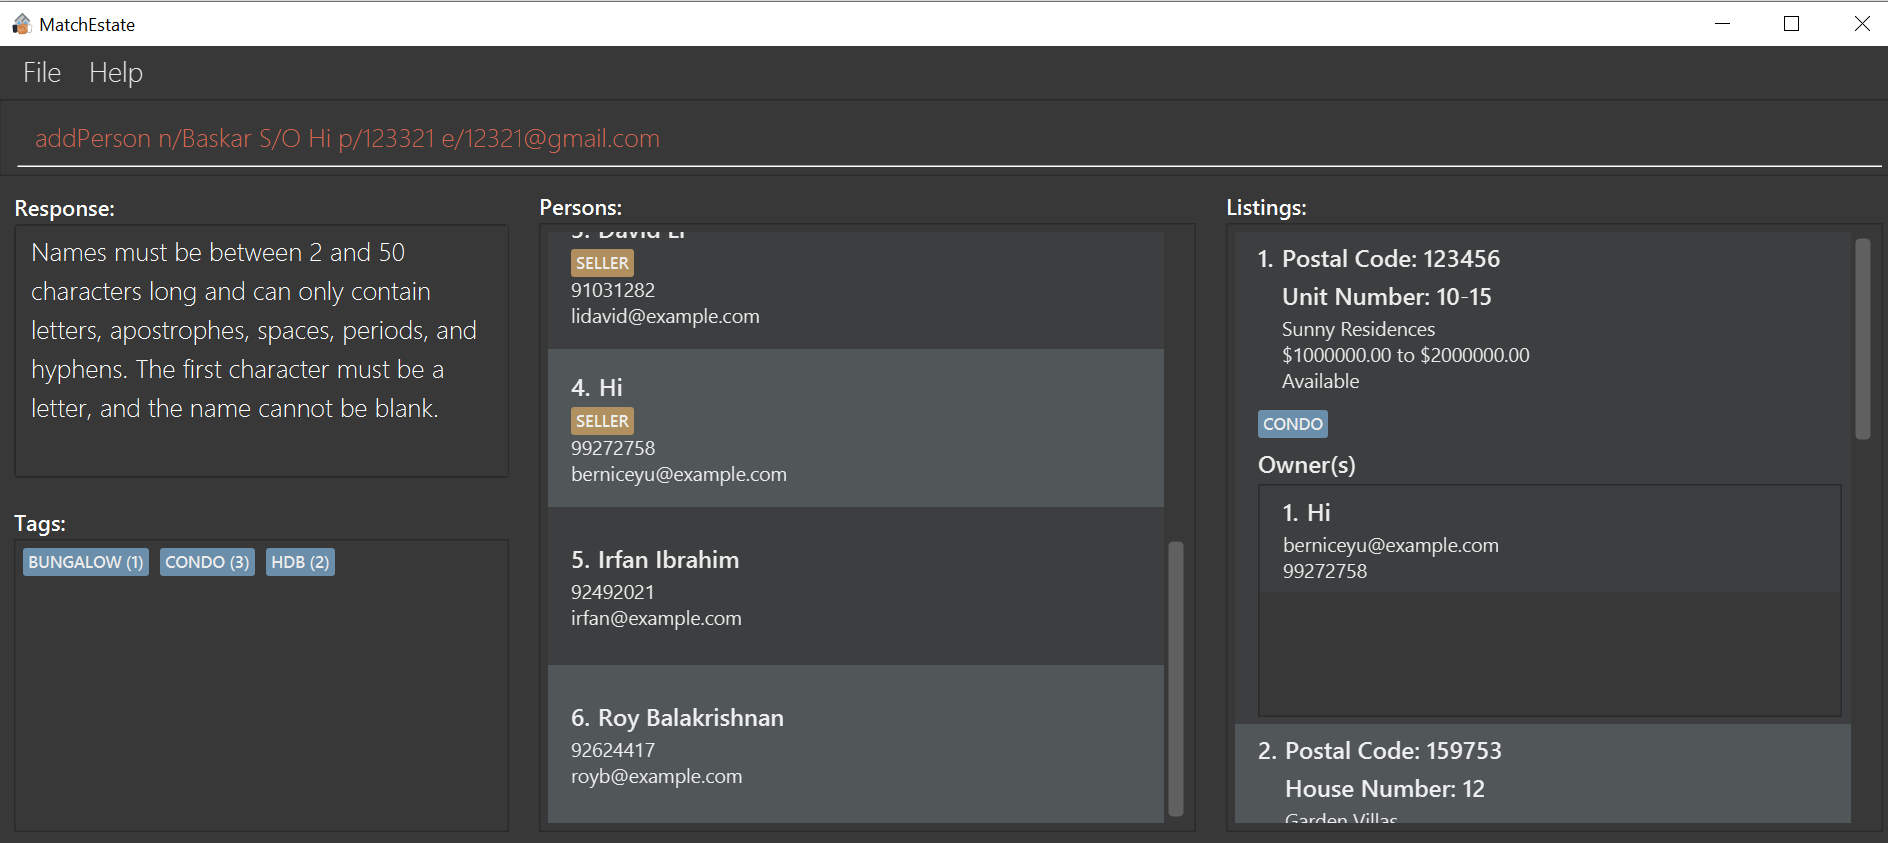 MatchEstate
File Help
addPerson n/Baskar S/O Hi p/123321 e/12321@gmail.com
Response:
Names must be between 2 and 50
characters long and can only contain
letters, apostrophes, spaces, periods, and
hyphens. The first character must be a
letter, and the name cannot be blank.
Tags:
BUNGALOW (1) CONDO (3) HDB (2)
Persons:
3. David Li
SELLER
91031282
lidavid@example.com
4. Hi
SELLER
99272758
berniceyu@example.com
5. Irfan Ibrahim
92492021
irfan@example.com
6. Roy Balakrishnan
92624417
royb@example.com
Listings:
1. Postal Code: 123456
Unit Number: 10-15
Sunny Residences
$1000000.00 to $2000000.00
Available
CONDO
Owner(s)
1. Hi
berniceyu@example.com
99272758
2. Postal Code: 159753
House Number: 12
Garden Villas